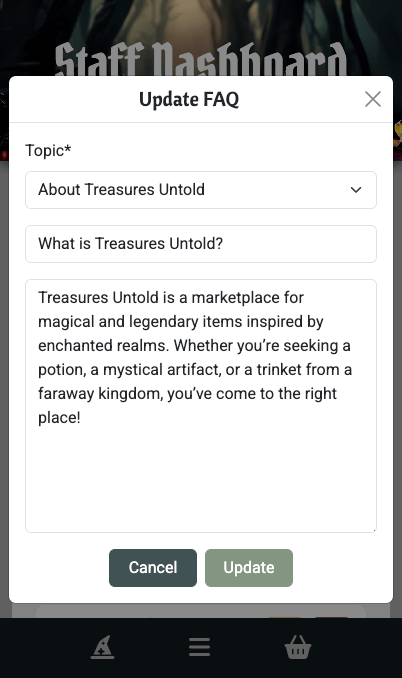 Staff Dashboard
Update FAQ
Topic*
About Treasures Untold
What is Treasures Untold?
Treasures Untold is a marketplace for
magical and legendary items inspired by
enchanted realms. Whether you’re seeking a
potion, a mystical artifact, or a trinket from a
faraway kingdom, you’ve come to the right
place!
Cancel
Update